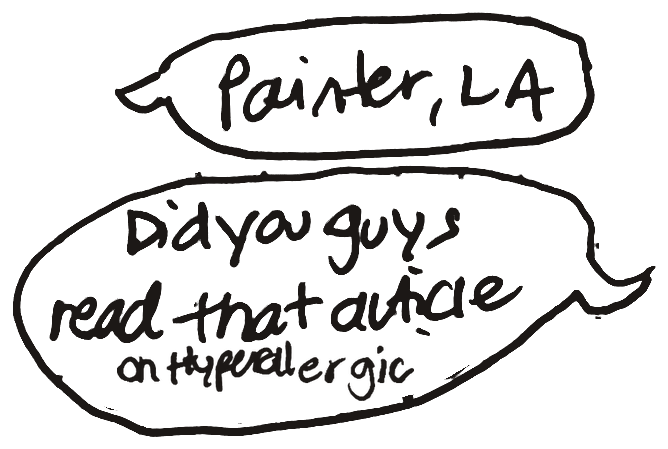 Painter, LA
Did you guys
read that article
on Hyperallergic